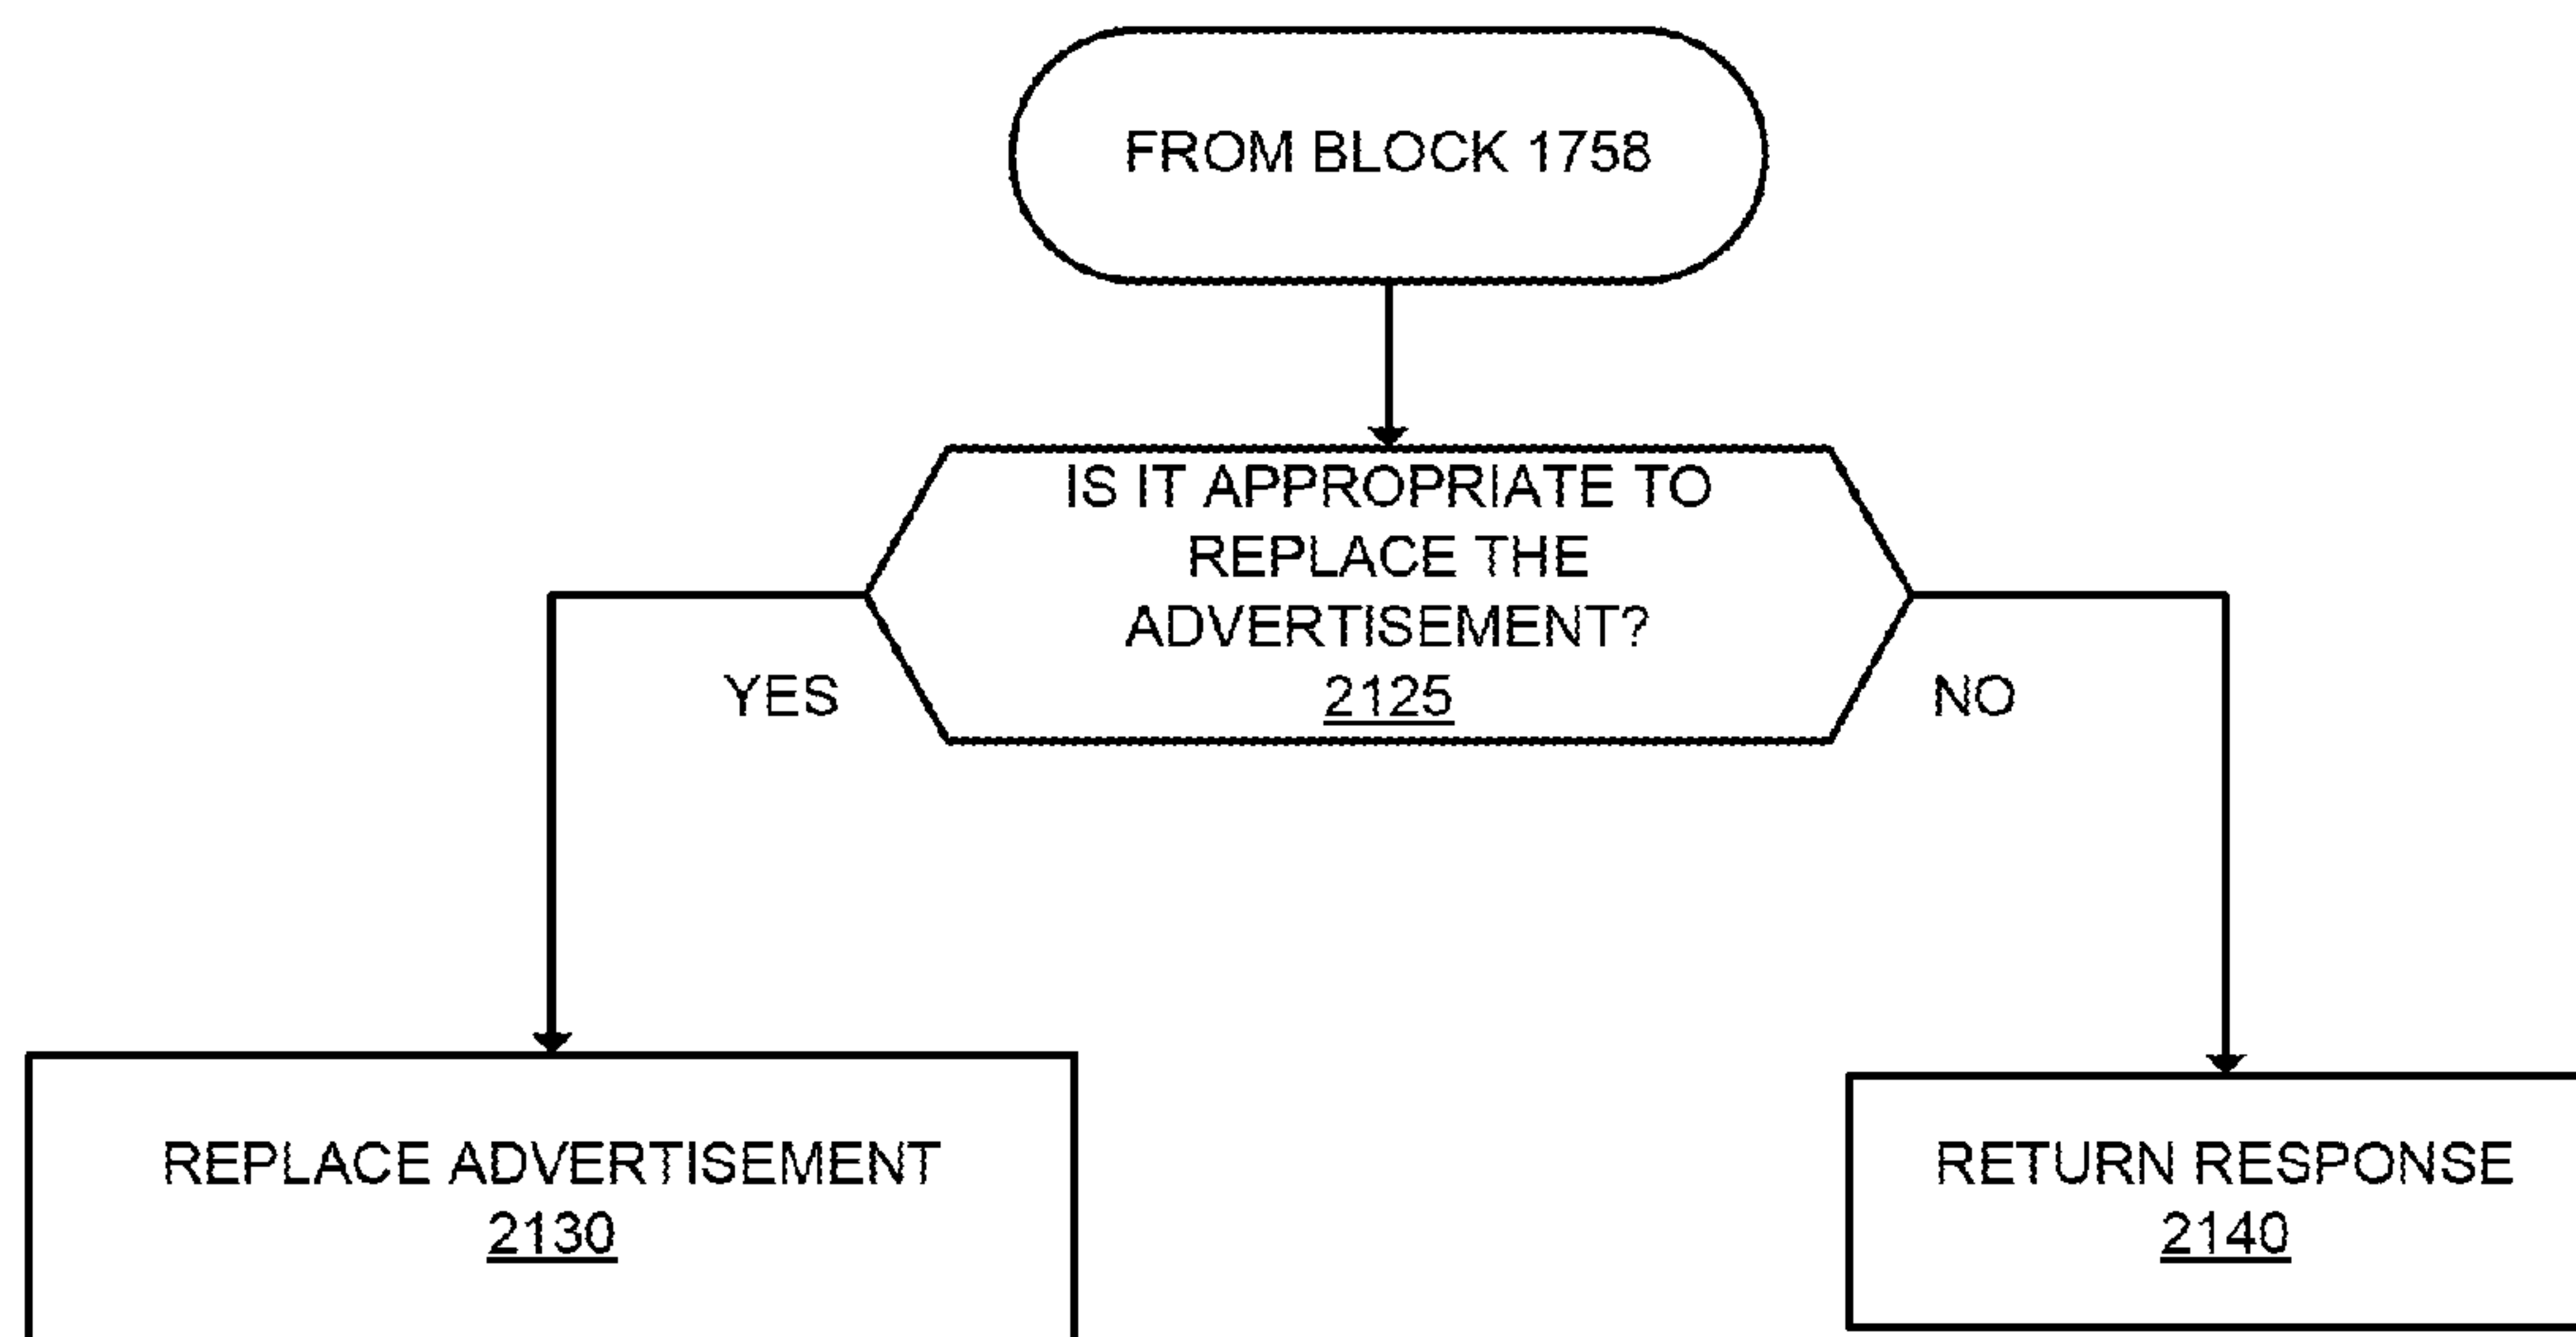 FROM BLOCK 1758
IS IT APPROPRIATE TO
REPLACE THE
ADVERTISEMENT?
2125
YES
NO
REPLACE ADVERTISEMENT
2130
RETURN RESPONSE
2140